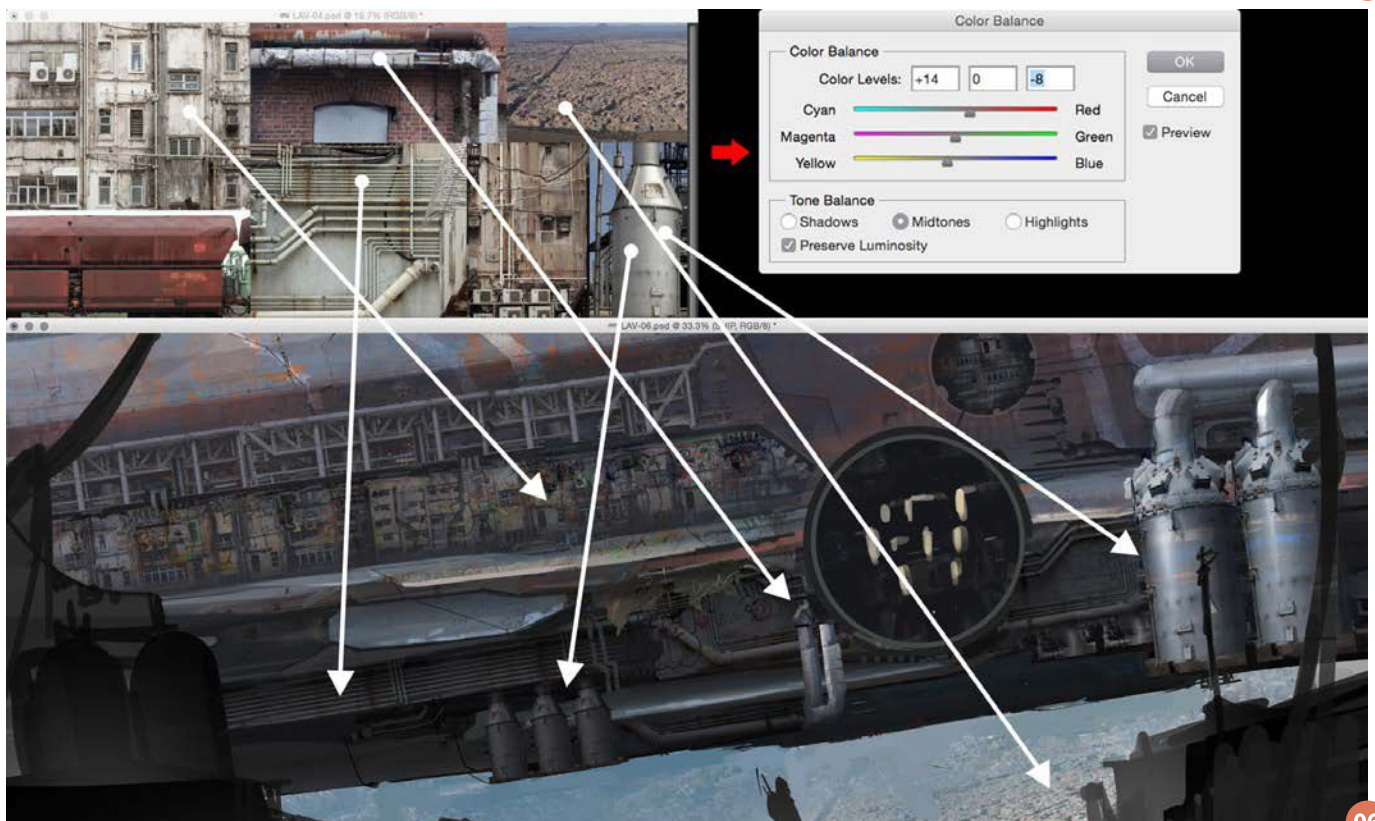 LAV-04.psd @ 16.7% (RGB/8) *
Color Balance
Color Balance
Color Levels: +14 0 -8
Cyan Red
Magenta Green
Yellow Blue
Tone Balance
Shadows Midtones Highlights
Preserve Luminosity
OK
Cancel
Preview
LAV-06.psd @ 33.3% (SHIP, RGB/8) *